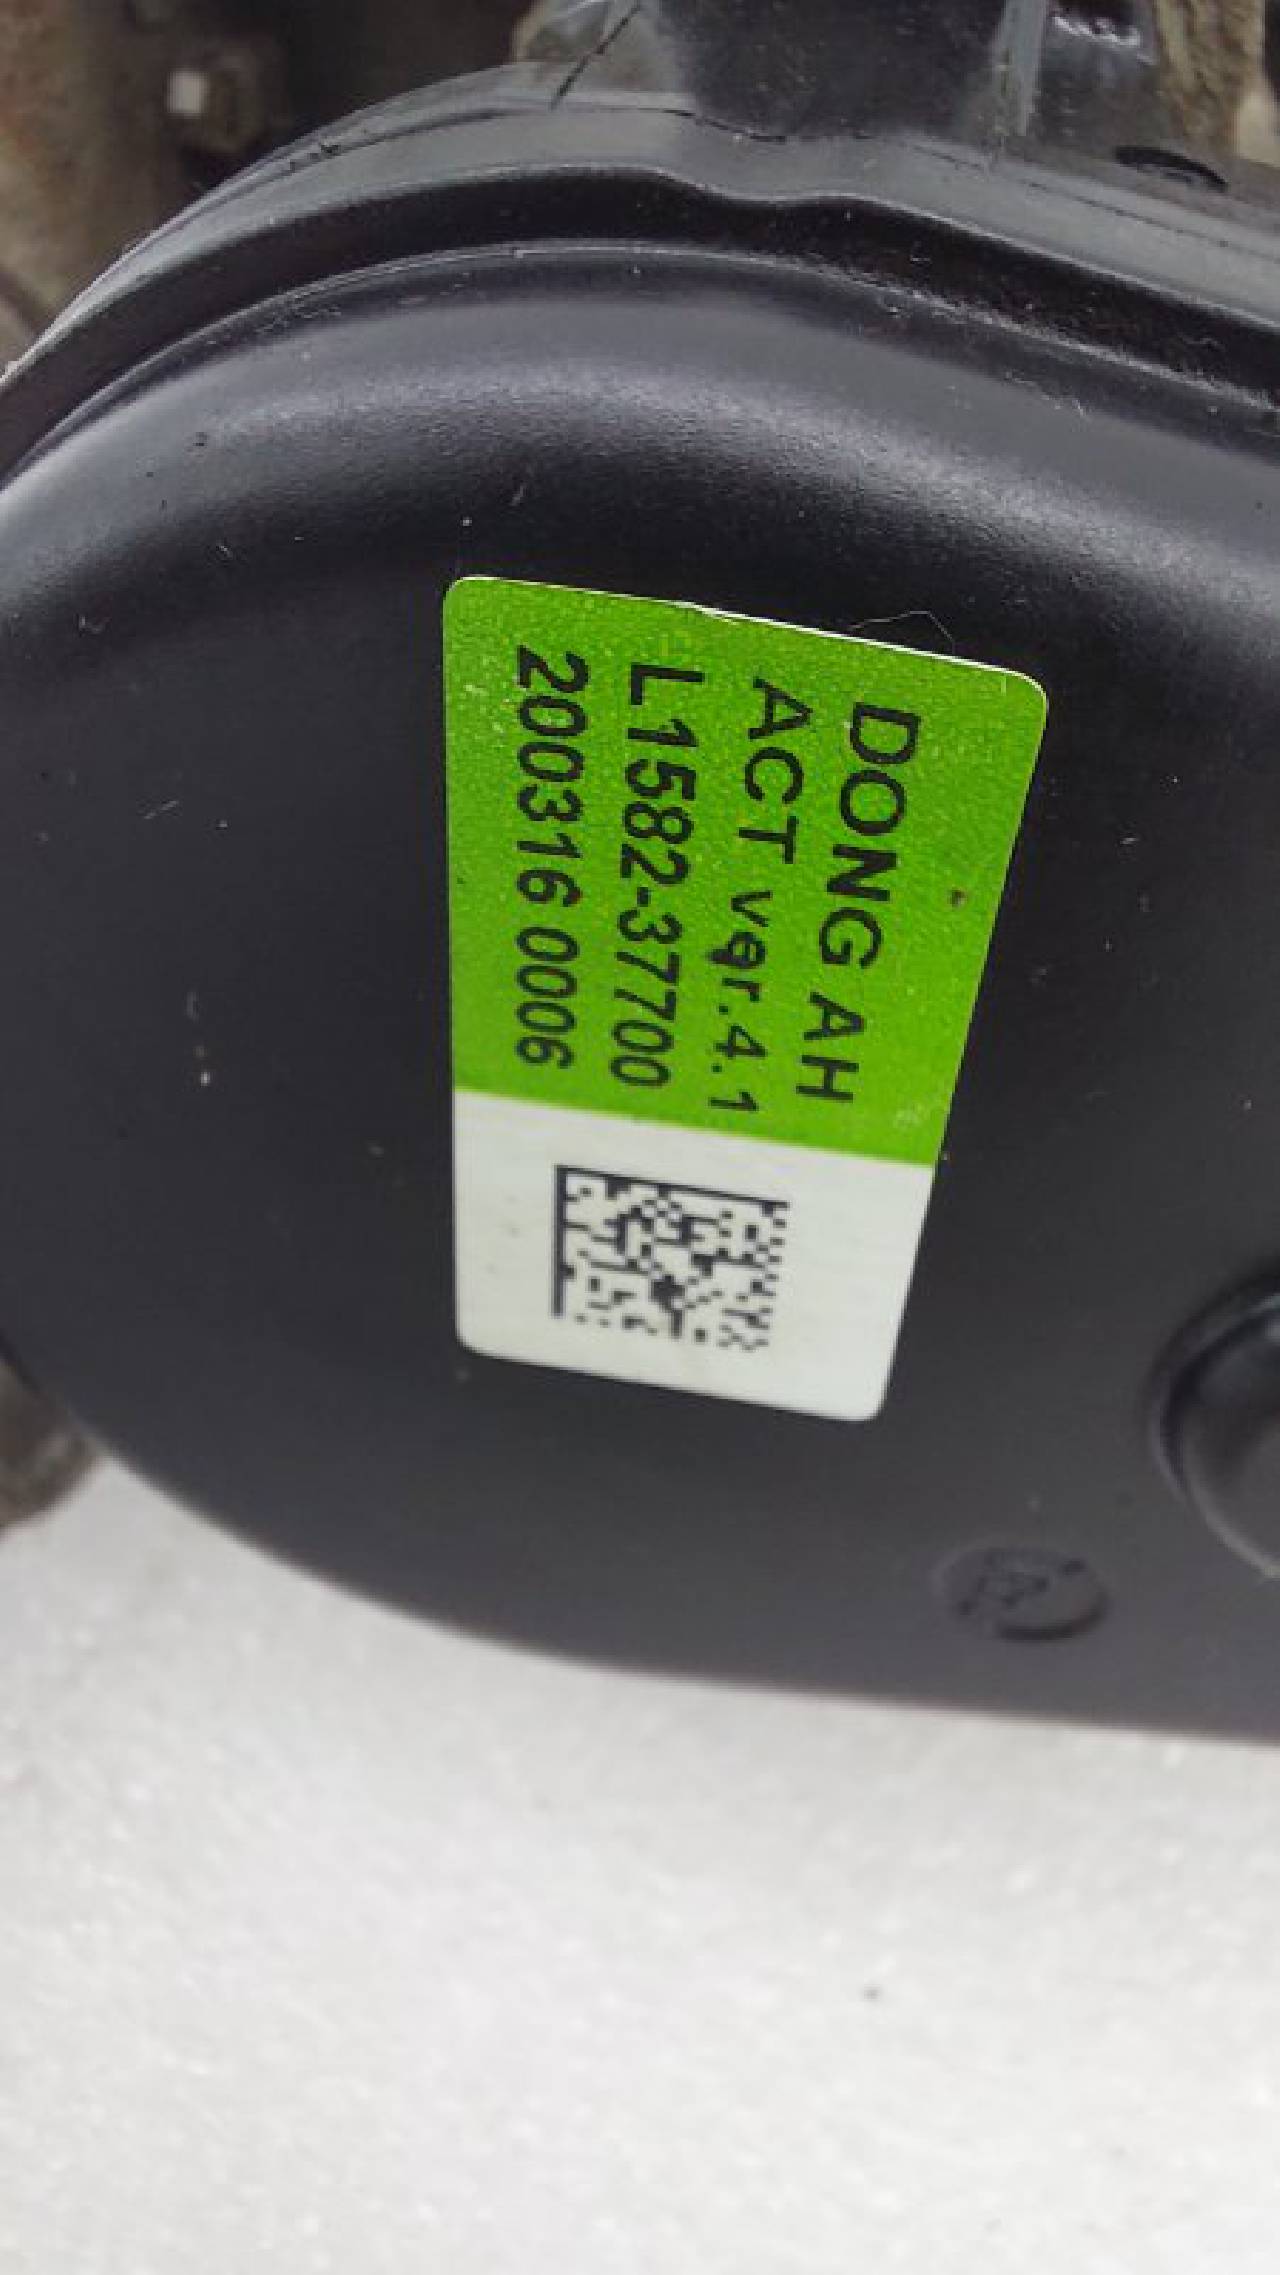 DONG AH
ACT ver.4.1
L1582-37700
200316 0006